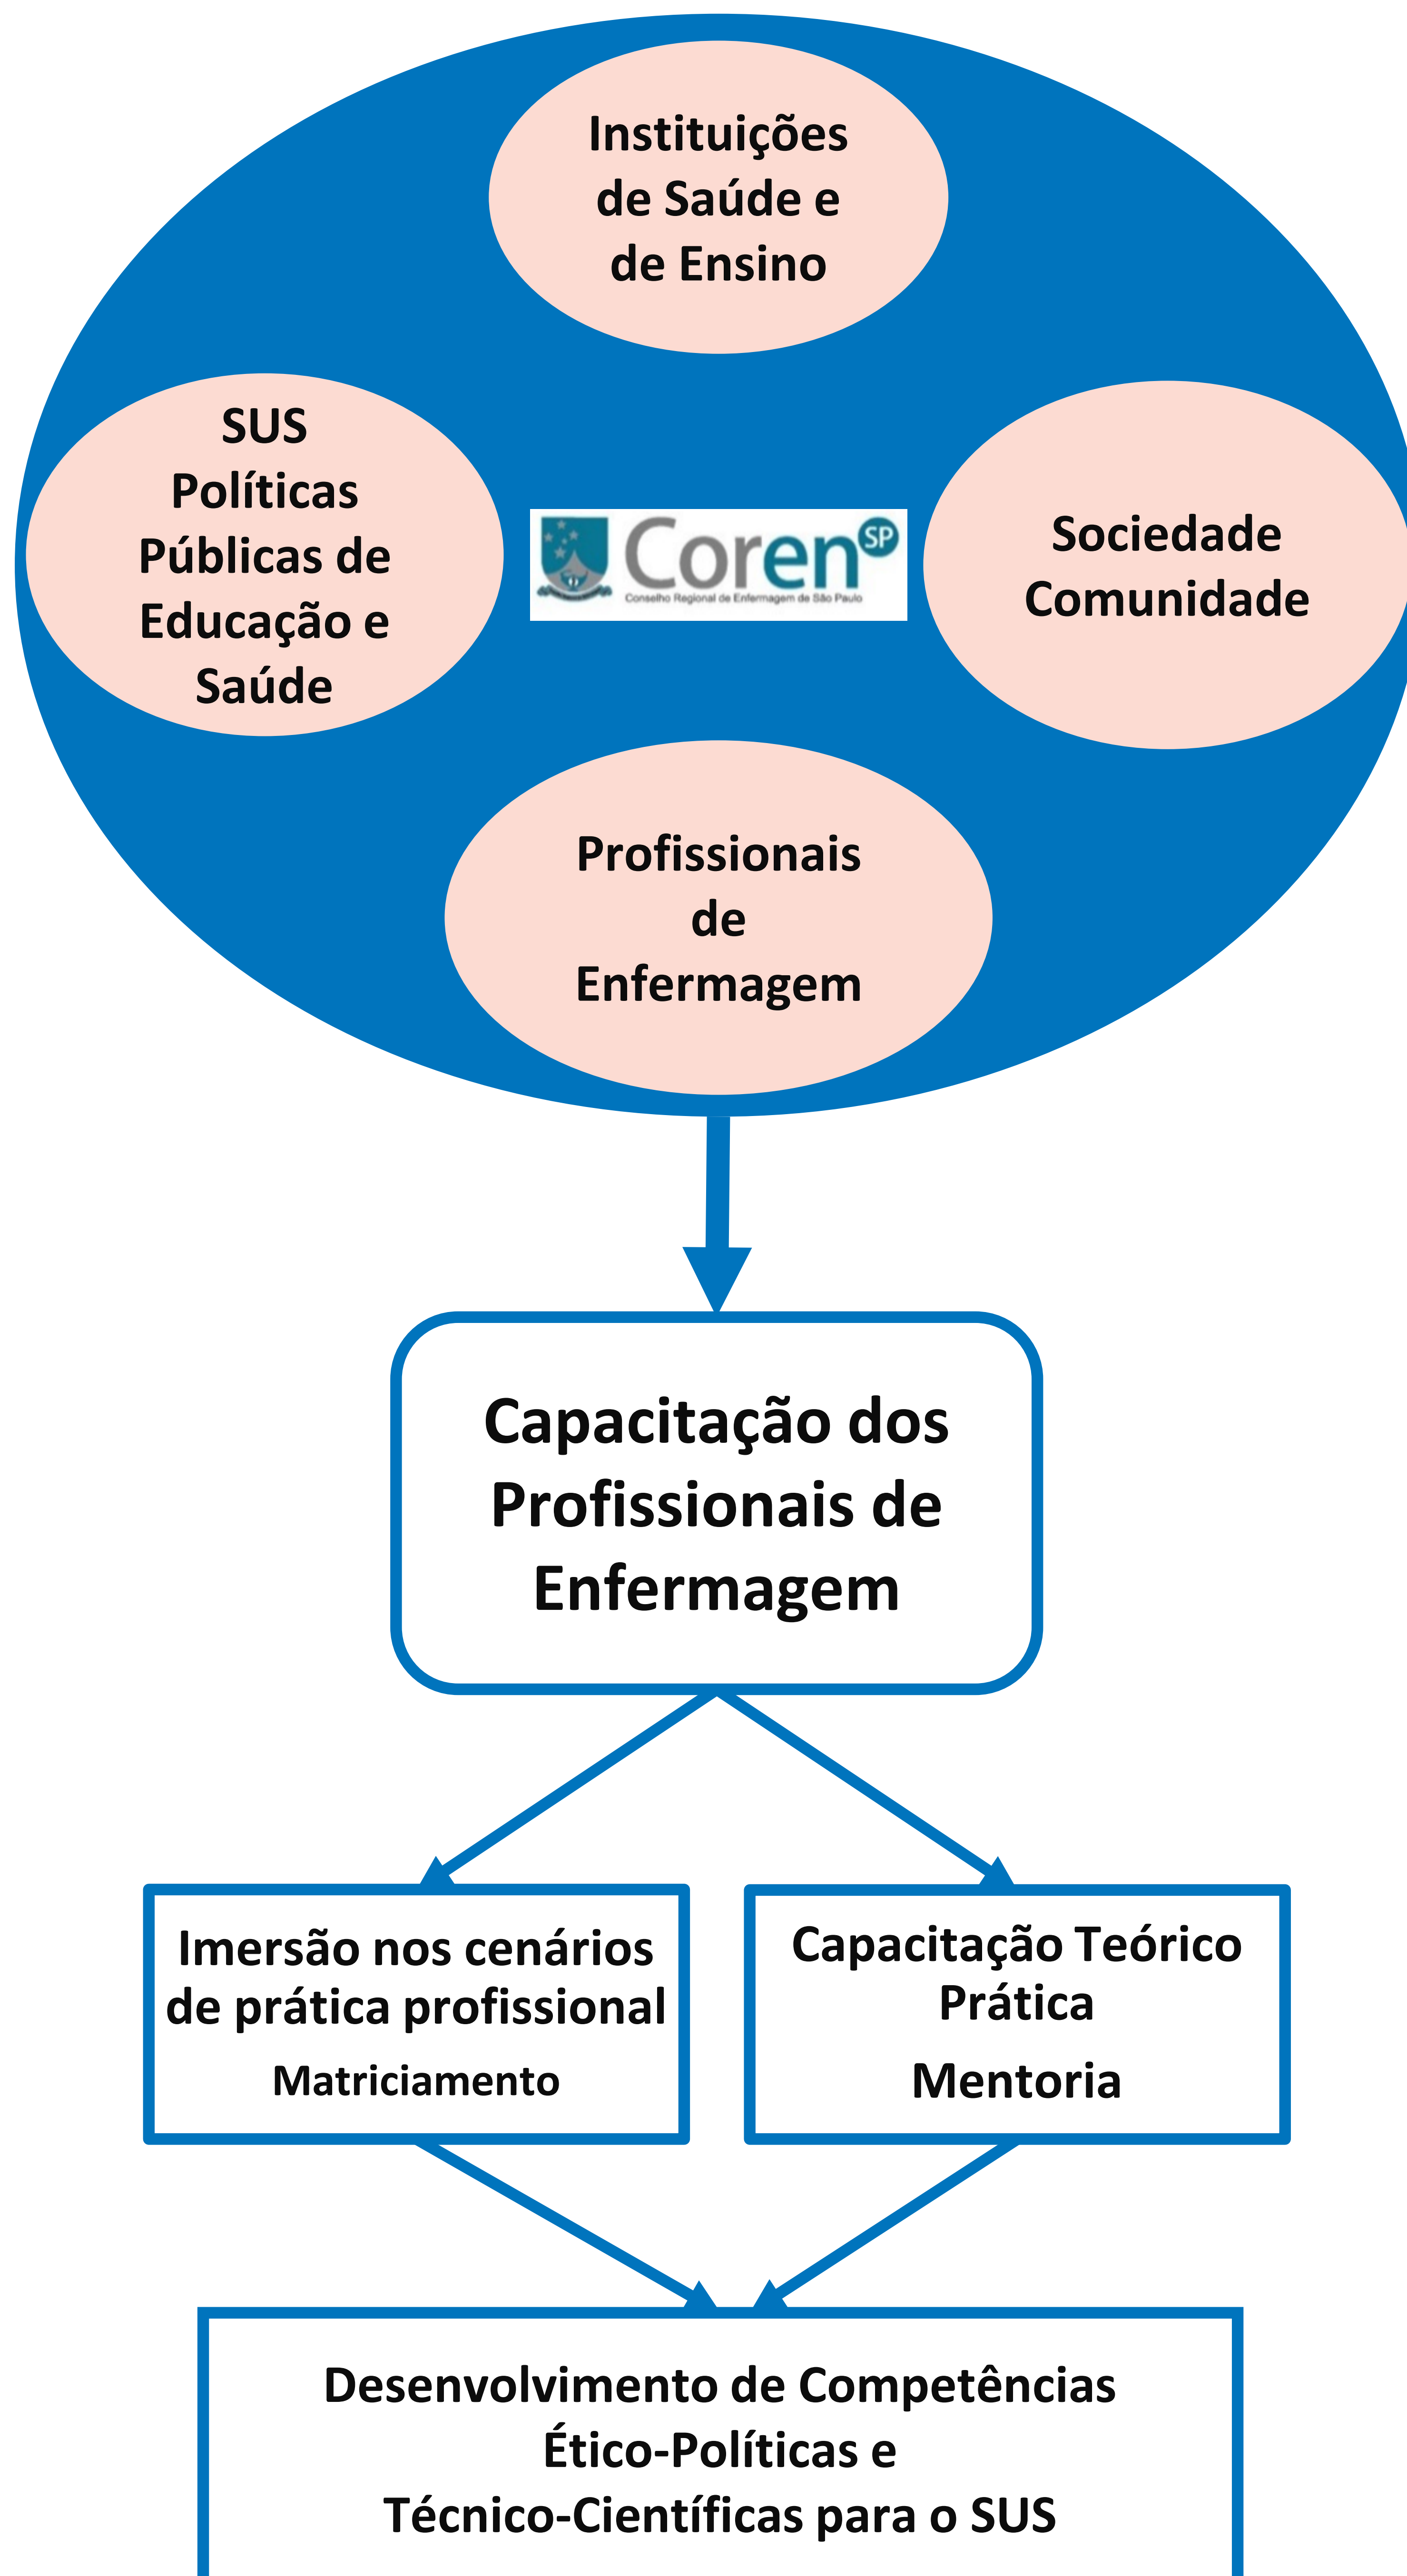 Instituições
de Saúde e
de Ensino
SUS
Políticas
Públicas de
Educação e
Saúde
Coren SP
Conselho Regional de Enfermagem de São Paulo
Sociedade
Comunidade
Profissionais
de
Enfermagem
Capacitação dos
Profissionais de
Enfermagem
Imersão nos cenários
de prática profissional
Matriciamento
Capacitação Teórico
Prática
Mentoria
Desenvolvimento de Competências
Ético-Políticas e
Técnico-Científicas para o SUS